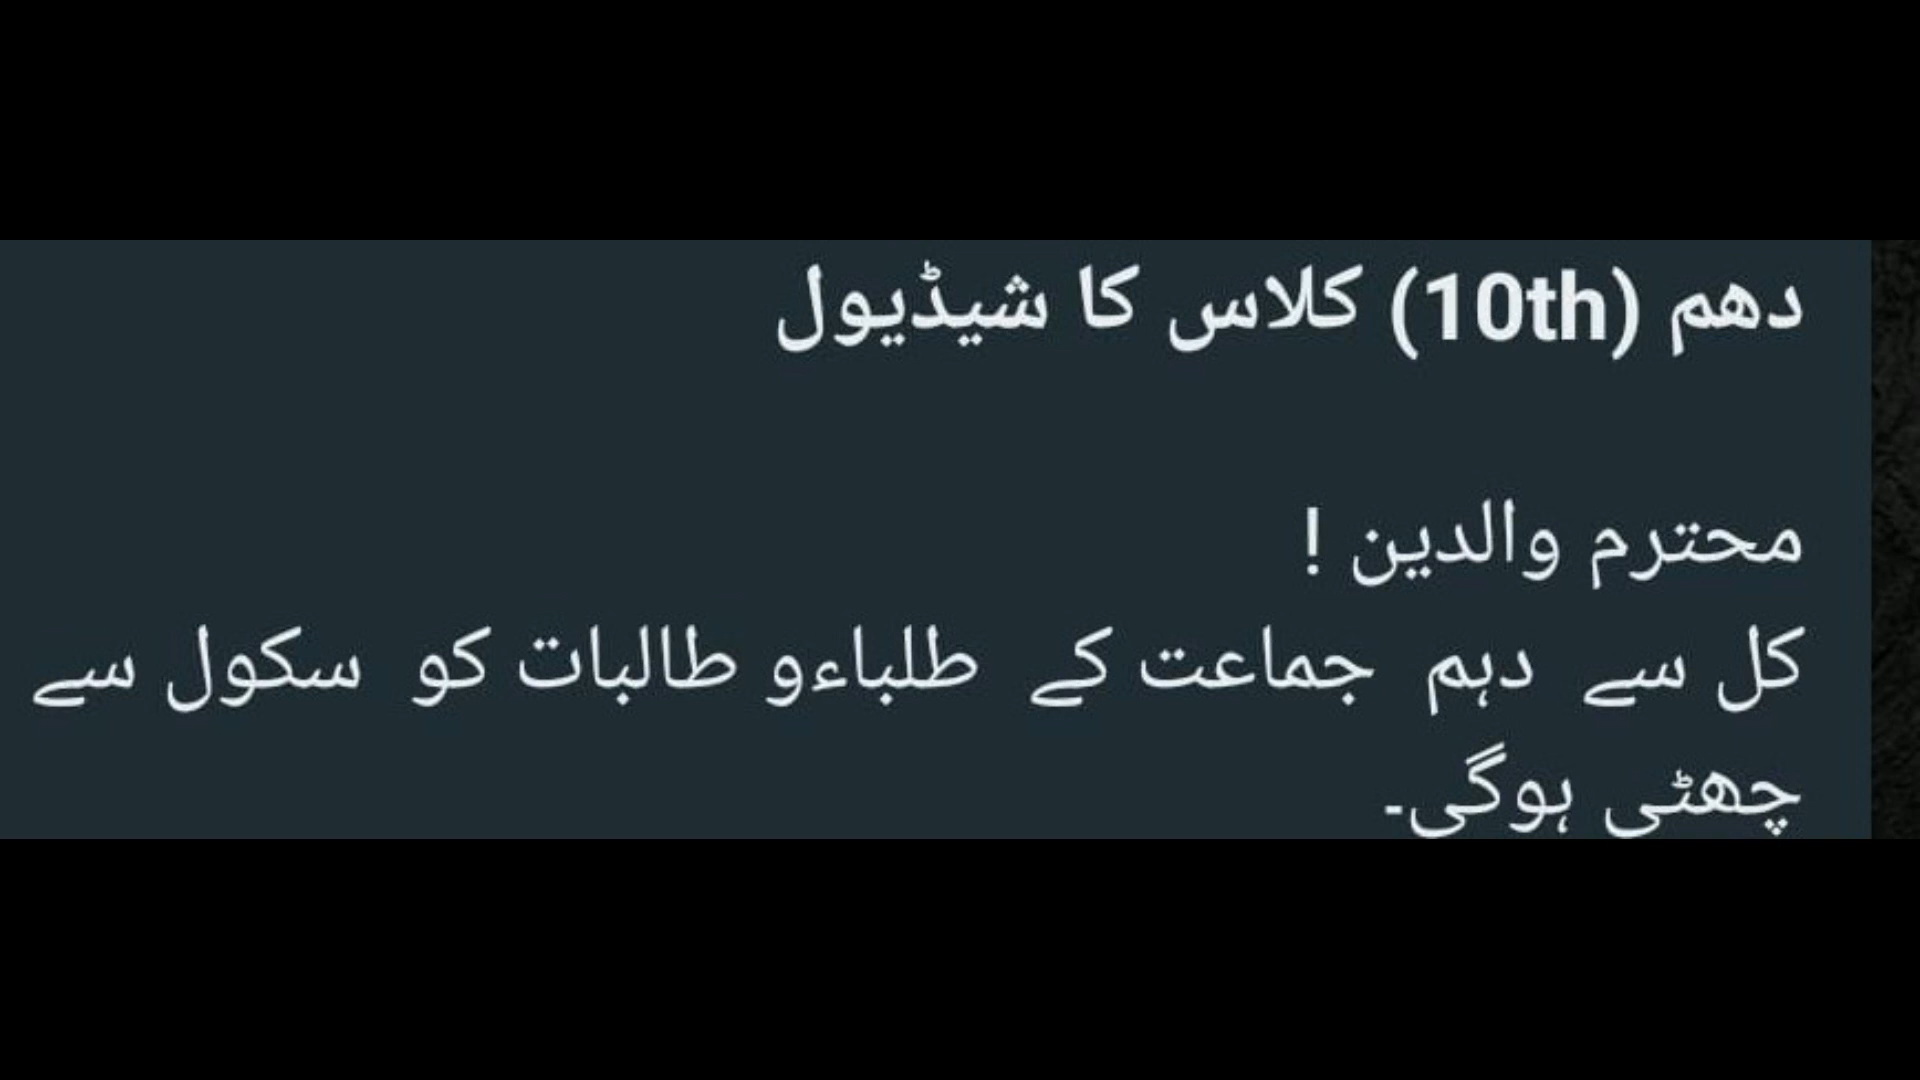 دھم (10th) کلاس کا شیڈیول
محترم والدین !
کل سے  دہم  جماعت کے  طلباءو طالبات کو  سکول سے
چھٹی ہوگی۔